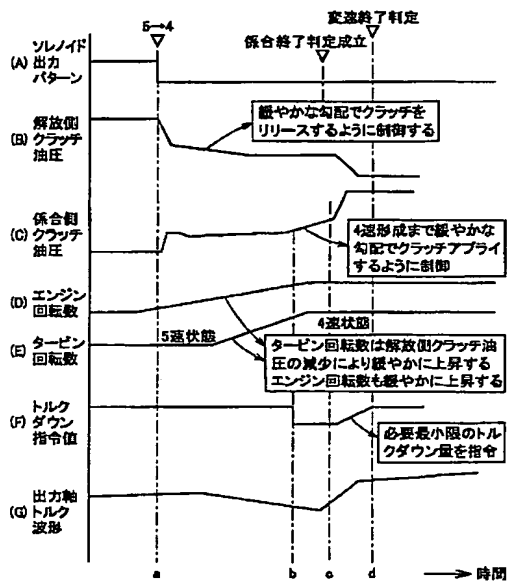 変速終了判定
5→4
係合終了判定成立
ソレノイド
(A) 出力
パターン
緩やかな勾配でクラッチを
リリースするように制御する
解放側
(B) クラッチ
油圧
係合側
(C) クラッチ
油圧
4速形成まで緩やかな
勾配でクラッチアプライ
するように制御
(D) エンジン
回転数
4速状態
5速状態
(E) タービン
回転数
タービン回転数は解放側クラッチ油
圧の減少により緩やかに上昇する
エンジン回転数も緩やかに上昇する
トルク
(F) ダウン
指令値
必要最小限のトル
クダウン量を指令
出力軸
(G) トルク
波形
a b c d
時間